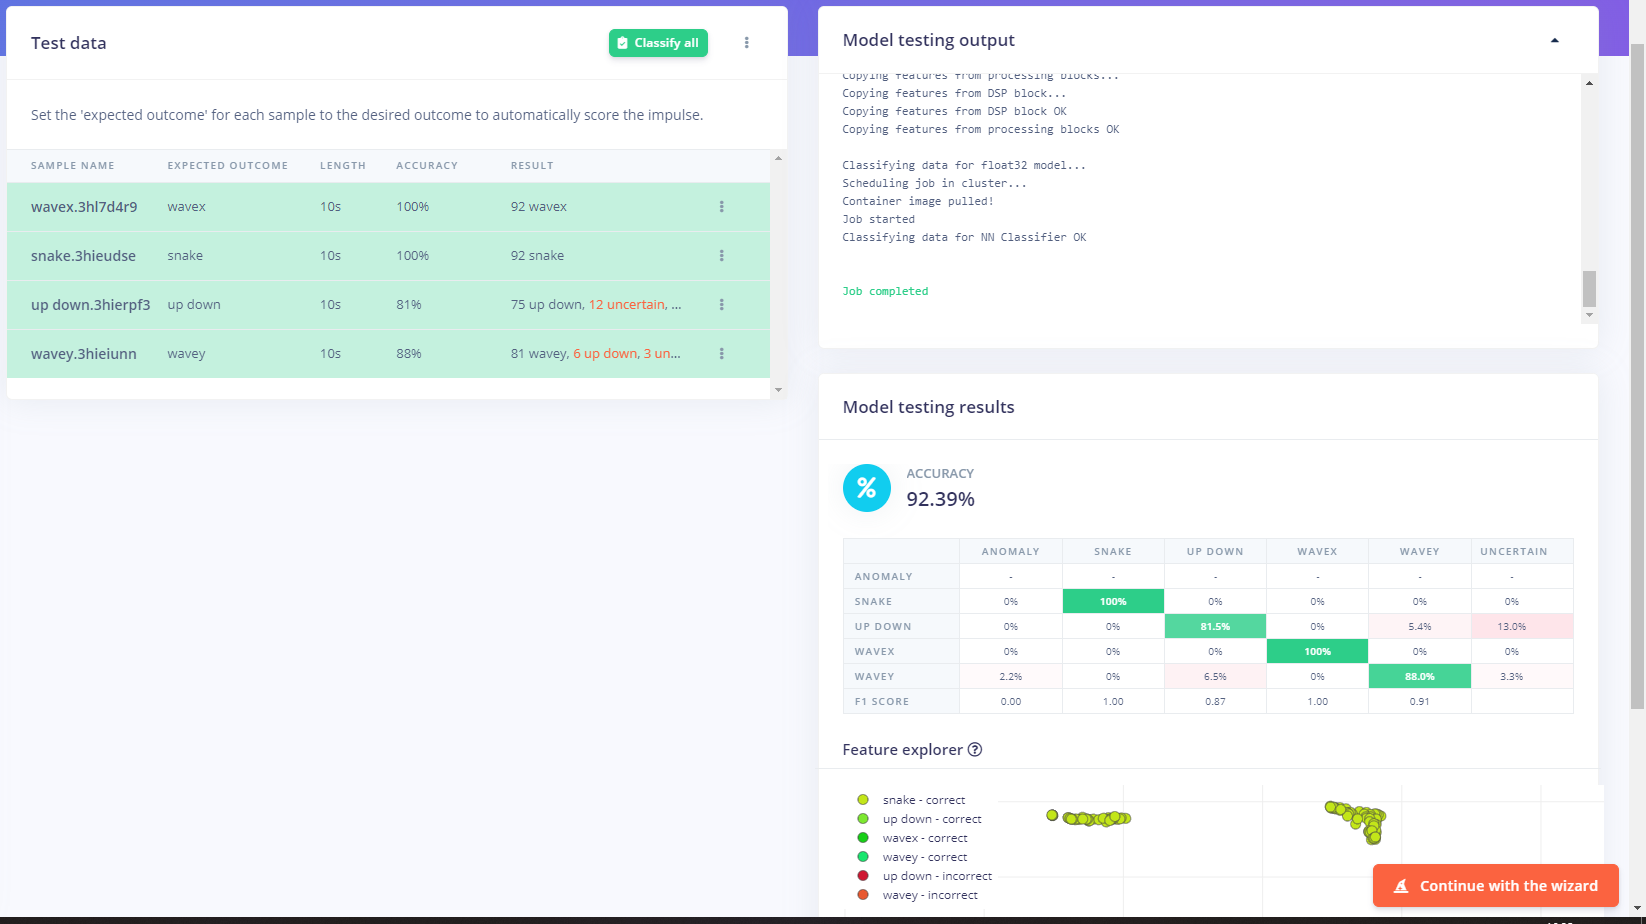 Test data
Classify all
Set the 'expected outcome' for each sample to the desired outcome to automatically score the impulse.
SAMPLE NAME EXPECTED OUTCOME LENGTH ACCURACY RESULT
wavex.3hl7d4r9 wavex 10s 100% 92 wavex
snake.3hieudse snake 10s 100% 92 snake
up down.3hierpf3 up down 10s 81% 75 up down, 12 uncertain, ...
wavey.3hieiunn wavey 10s 88% 81 wavey, 6 up down, 3 un...
Model testing output
Copying features from processing blocks...
Copying features from DSP block...
Copying features from DSP block OK
Copying features from processing blocks OK
Classifying data for float32 model...
Scheduling job in cluster...
Container image pulled!
Job started
Classifying data for NN Classifier OK
Job completed
Model testing results
%
ACCURACY
92.39%
ANOMALY SNAKE UP DOWN WAVEX WAVEY UNCERTAIN
ANOMALY - - - - - -
SNAKE 0% 100% 0% 0% 0% 0%
UP DOWN 0% 0% 81.5% 0% 5.4% 13.0%
WAVEX 0% 0% 0% 100% 0% 0%
WAVEY 2.2% 0% 6.5% 0% 88.0% 3.3%
F1 SCORE 0.00 1.00 0.87 1.00 0.91
Feature explorer ?
snake - correct
up down - correct
wavex - correct
wavey - correct
up down - incorrect
wavey - incorrect
Continue with the wizard